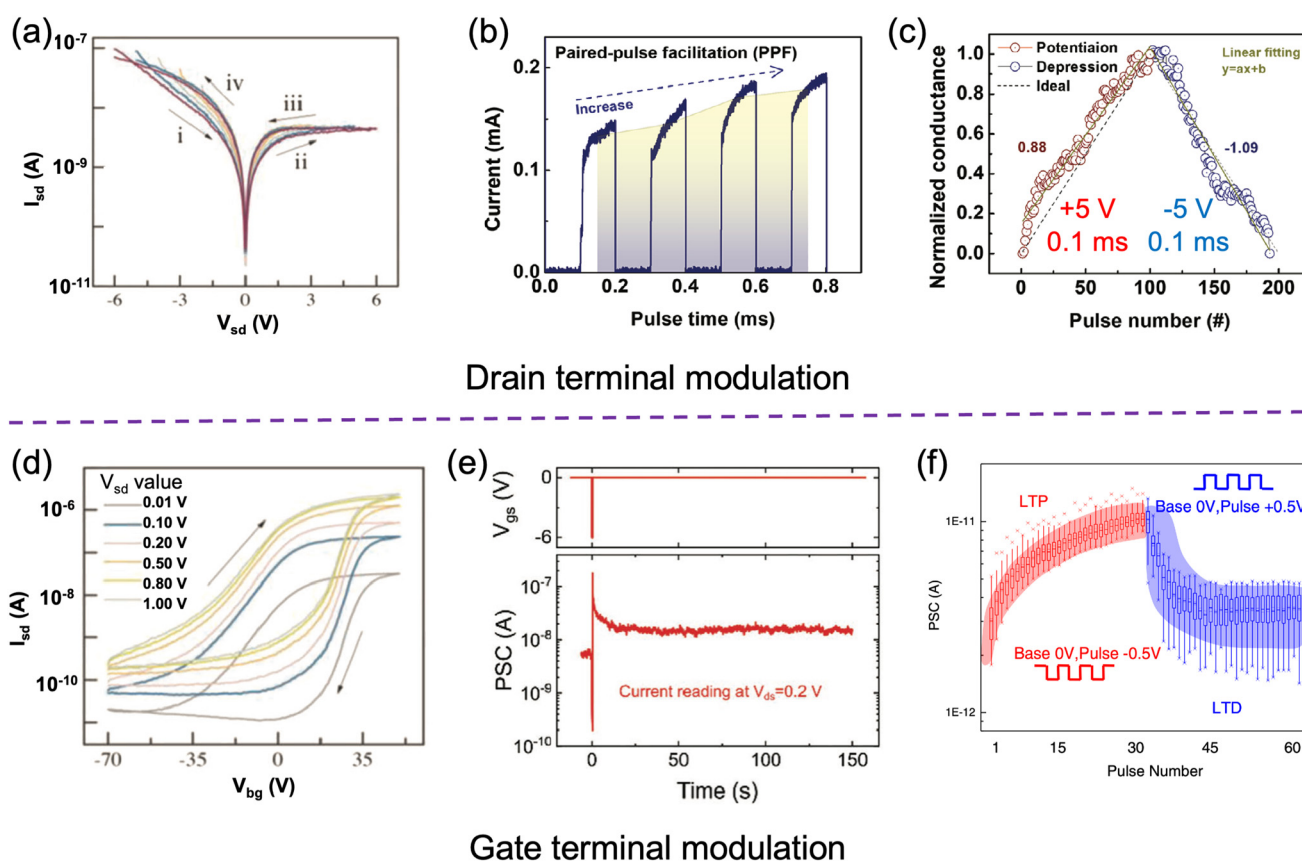 (a)
10-7
10-9
10-11
Isd (A)
i
ii
iii
iv
-6
-3
0
3
6
Vsd (V)
(b)
Paired-pulse facilitation (PPF)
Increase
0.2
0.1
0.0
Current (mA)
0.0
0.2
0.4
0.6
0.8
Pulse time (ms)
(c)
Potentiaion
Depression
Ideal
Linear fitting
y=ax+b
1.0
0.8
0.6
0.4
0.2
0.0
Normalized conductance
0.88
-1.09
+5 V
0.1 ms
-5 V
0.1 ms
0
50
100
150
200
Pulse number (#)
Drain terminal modulation
(d)
Vsd value
0.01 V
0.10 V
0.20 V
0.50 V
0.80 V
1.00 V
10-6
10-8
10-10
Isd (A)
-70
-35
0
35
Vbg (V)
(e)
0
-6
Vgs (V)
10-7
10-8
10-9
10-10
PSC (A)
Current reading at Vds=0.2 V
0
50
100
150
Time (s)
(f)
LTP
Base 0V,Pulse +0.5V
1E-11
1E-12
PSC (A)
Base 0V,Pulse -0.5V
LTD
1
15
30
45
60
Pulse Number
Gate terminal modulation